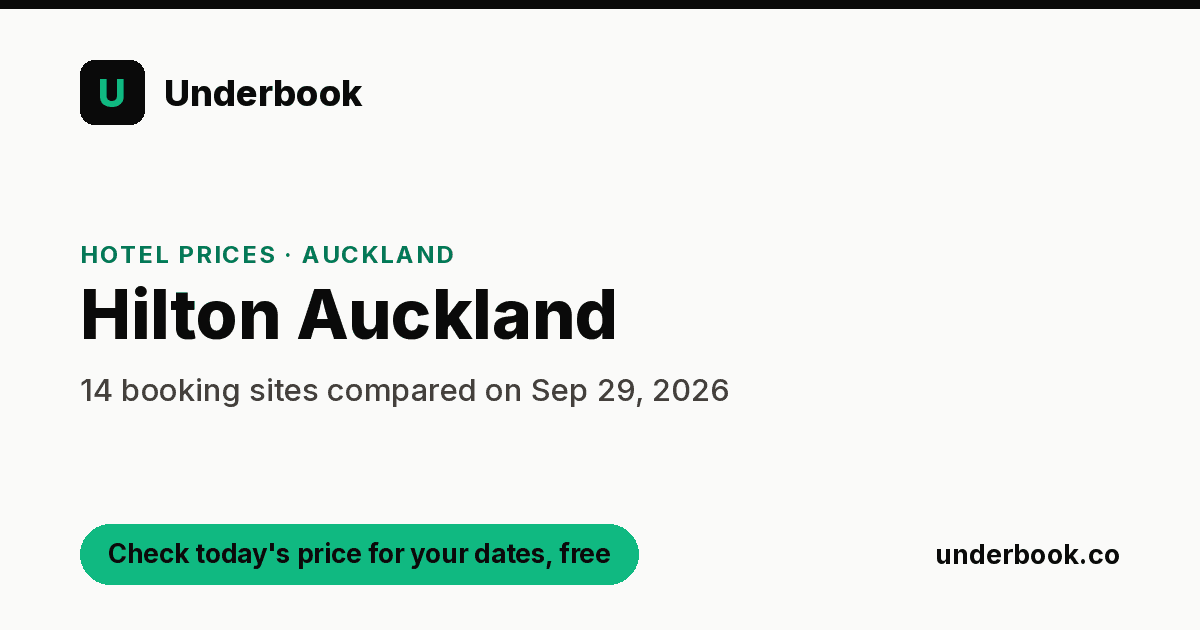 U Underbook
HOTEL PRICES · AUCKLAND
Hilton Auckland
14 booking sites compared on Sep 29, 2026
Check today's price for your dates, free
underbook.co